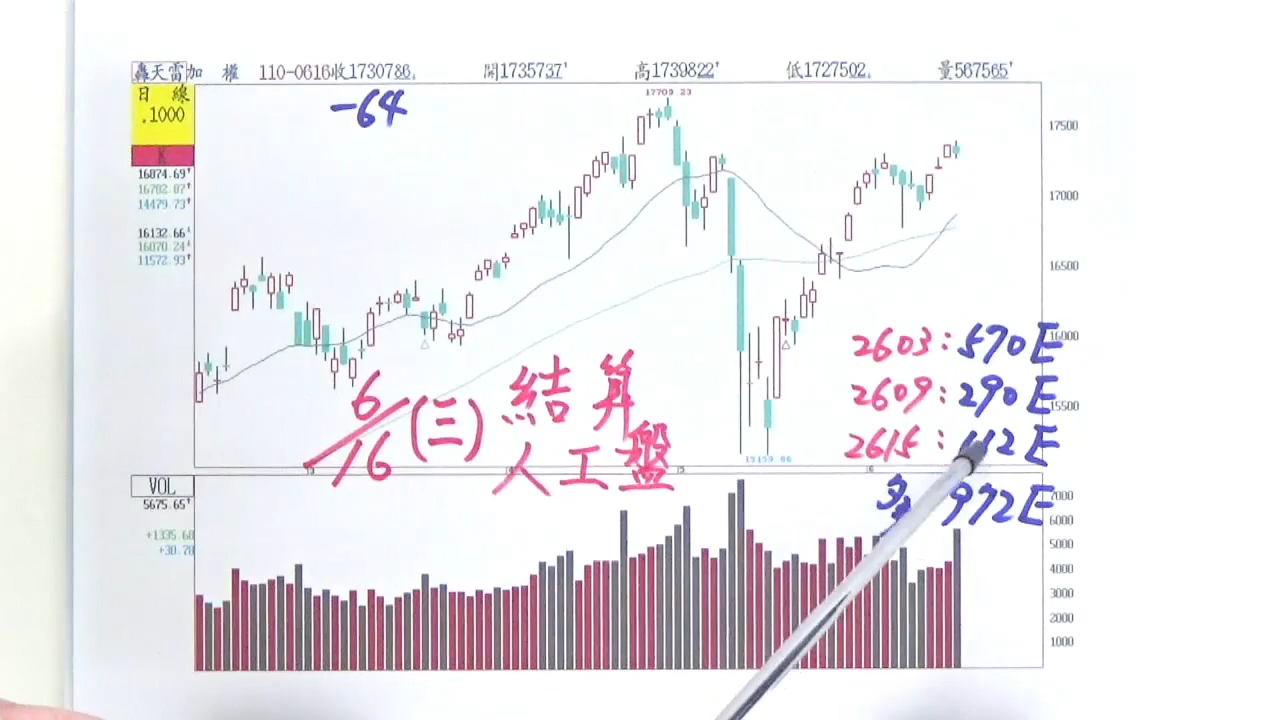 轟天雷加 權 110-0616收1730786↓ 開1735737' 高1739822' 低1727502↓ 量567565'
日 線
.1000
K
-64
17709 23
17500
16874.69↑
16782.87↑
14479.73↑
17000
16132.66↓
16070.24↓
11572.93↑
16500
16000
15500
2603:570E
2609:290E
2615:112E
6/16(三) 結算
人工盤
15159.86
多 972E
VOL
5675.65↑
+1335.60
+30.78
7000
6000
5000
4000
3000
2000
1000